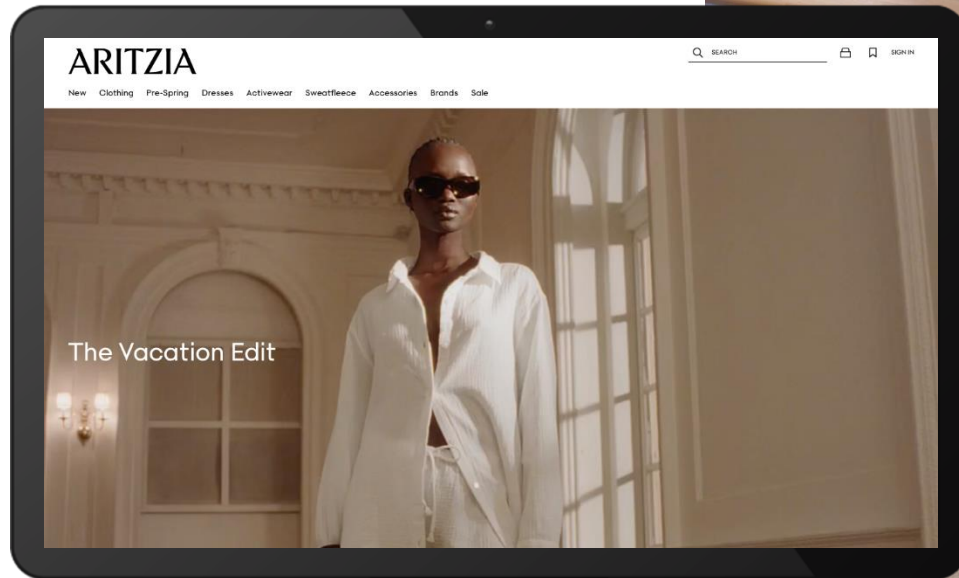 ARITZIA
SEARCH
SIGN IN
New Clothing Pre-Spring Dresses Activewear Sweatfleece Accessories Brands Sale
The Vacation Edit